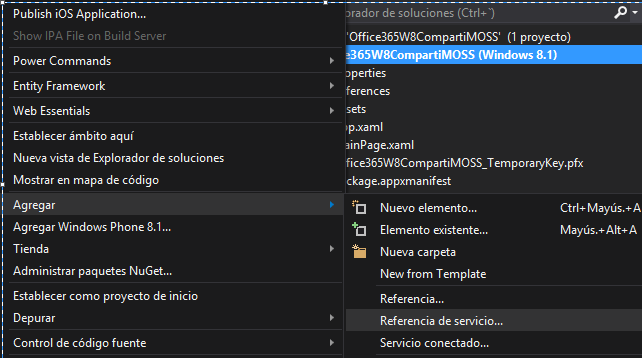 Publish iOS Application...
Show IPA File on Build Server
Power Commands
Entity Framework
Web Essentials
Establecer ámbito aquí
Nueva vista de Explorador de soluciones
Mostrar en mapa de código
Agregar
Agregar Windows Phone 8.1...
Tienda
Administrar paquetes NuGet...
Establecer como proyecto de inicio
Depurar
Control de código fuente
orador de soluciones (Ctrl+`)
'Office365W8CompartiMOSS' (1 proyecto)
e365W8CompartiMOSS (Windows 8.1)
operties
ferences
sets
pp.xaml
ainPage.xaml
ffice365W8CompartiMOSS_TemporaryKey.pfx
ckage.appxmanifest
Nuevo elemento... Ctrl+Mayús.+A
Elemento existente... Mayús.+Alt+A
Nueva carpeta
New from Template
Referencia...
Referencia de servicio...
Servicio conectado...